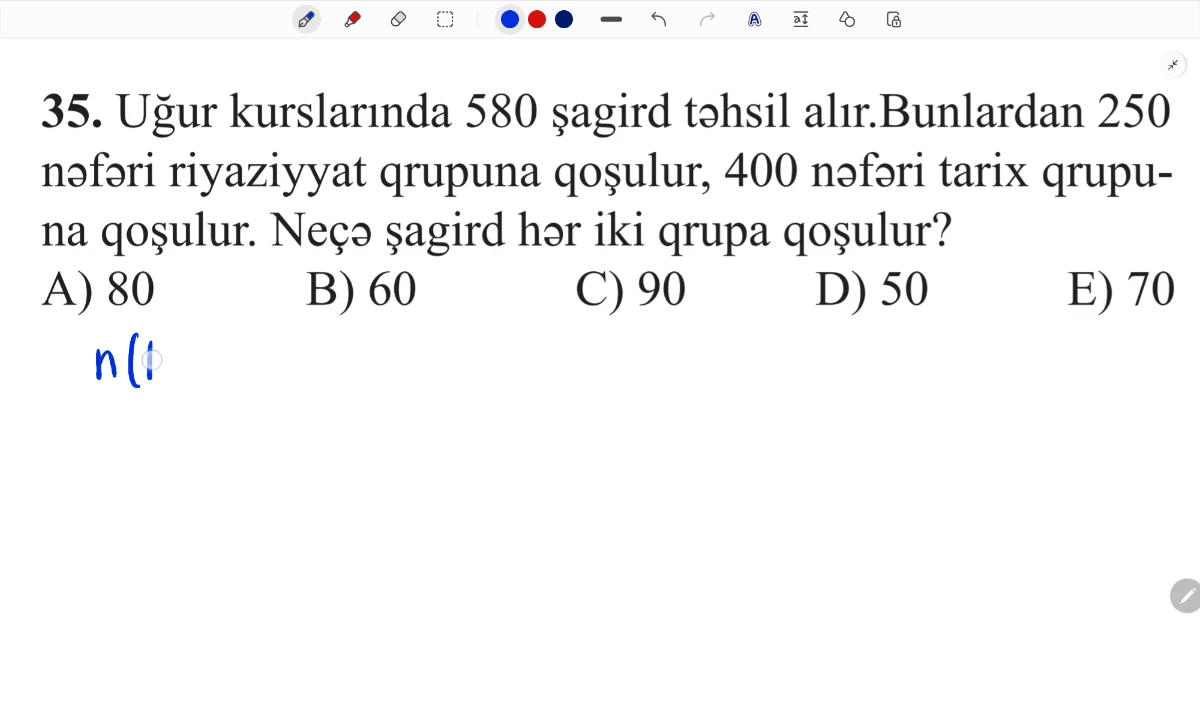 35. Uğur kurslarında 580 şagird təhsil alır.Bunlardan 250
nəfəri riyaziyyat qrupuna qoşulur, 400 nəfəri tarix qrupu-
na qoşulur. Neçə şagird hər iki qrupa qoşulur?
A) 80 B) 60 C) 90 D) 50 E) 70
n(